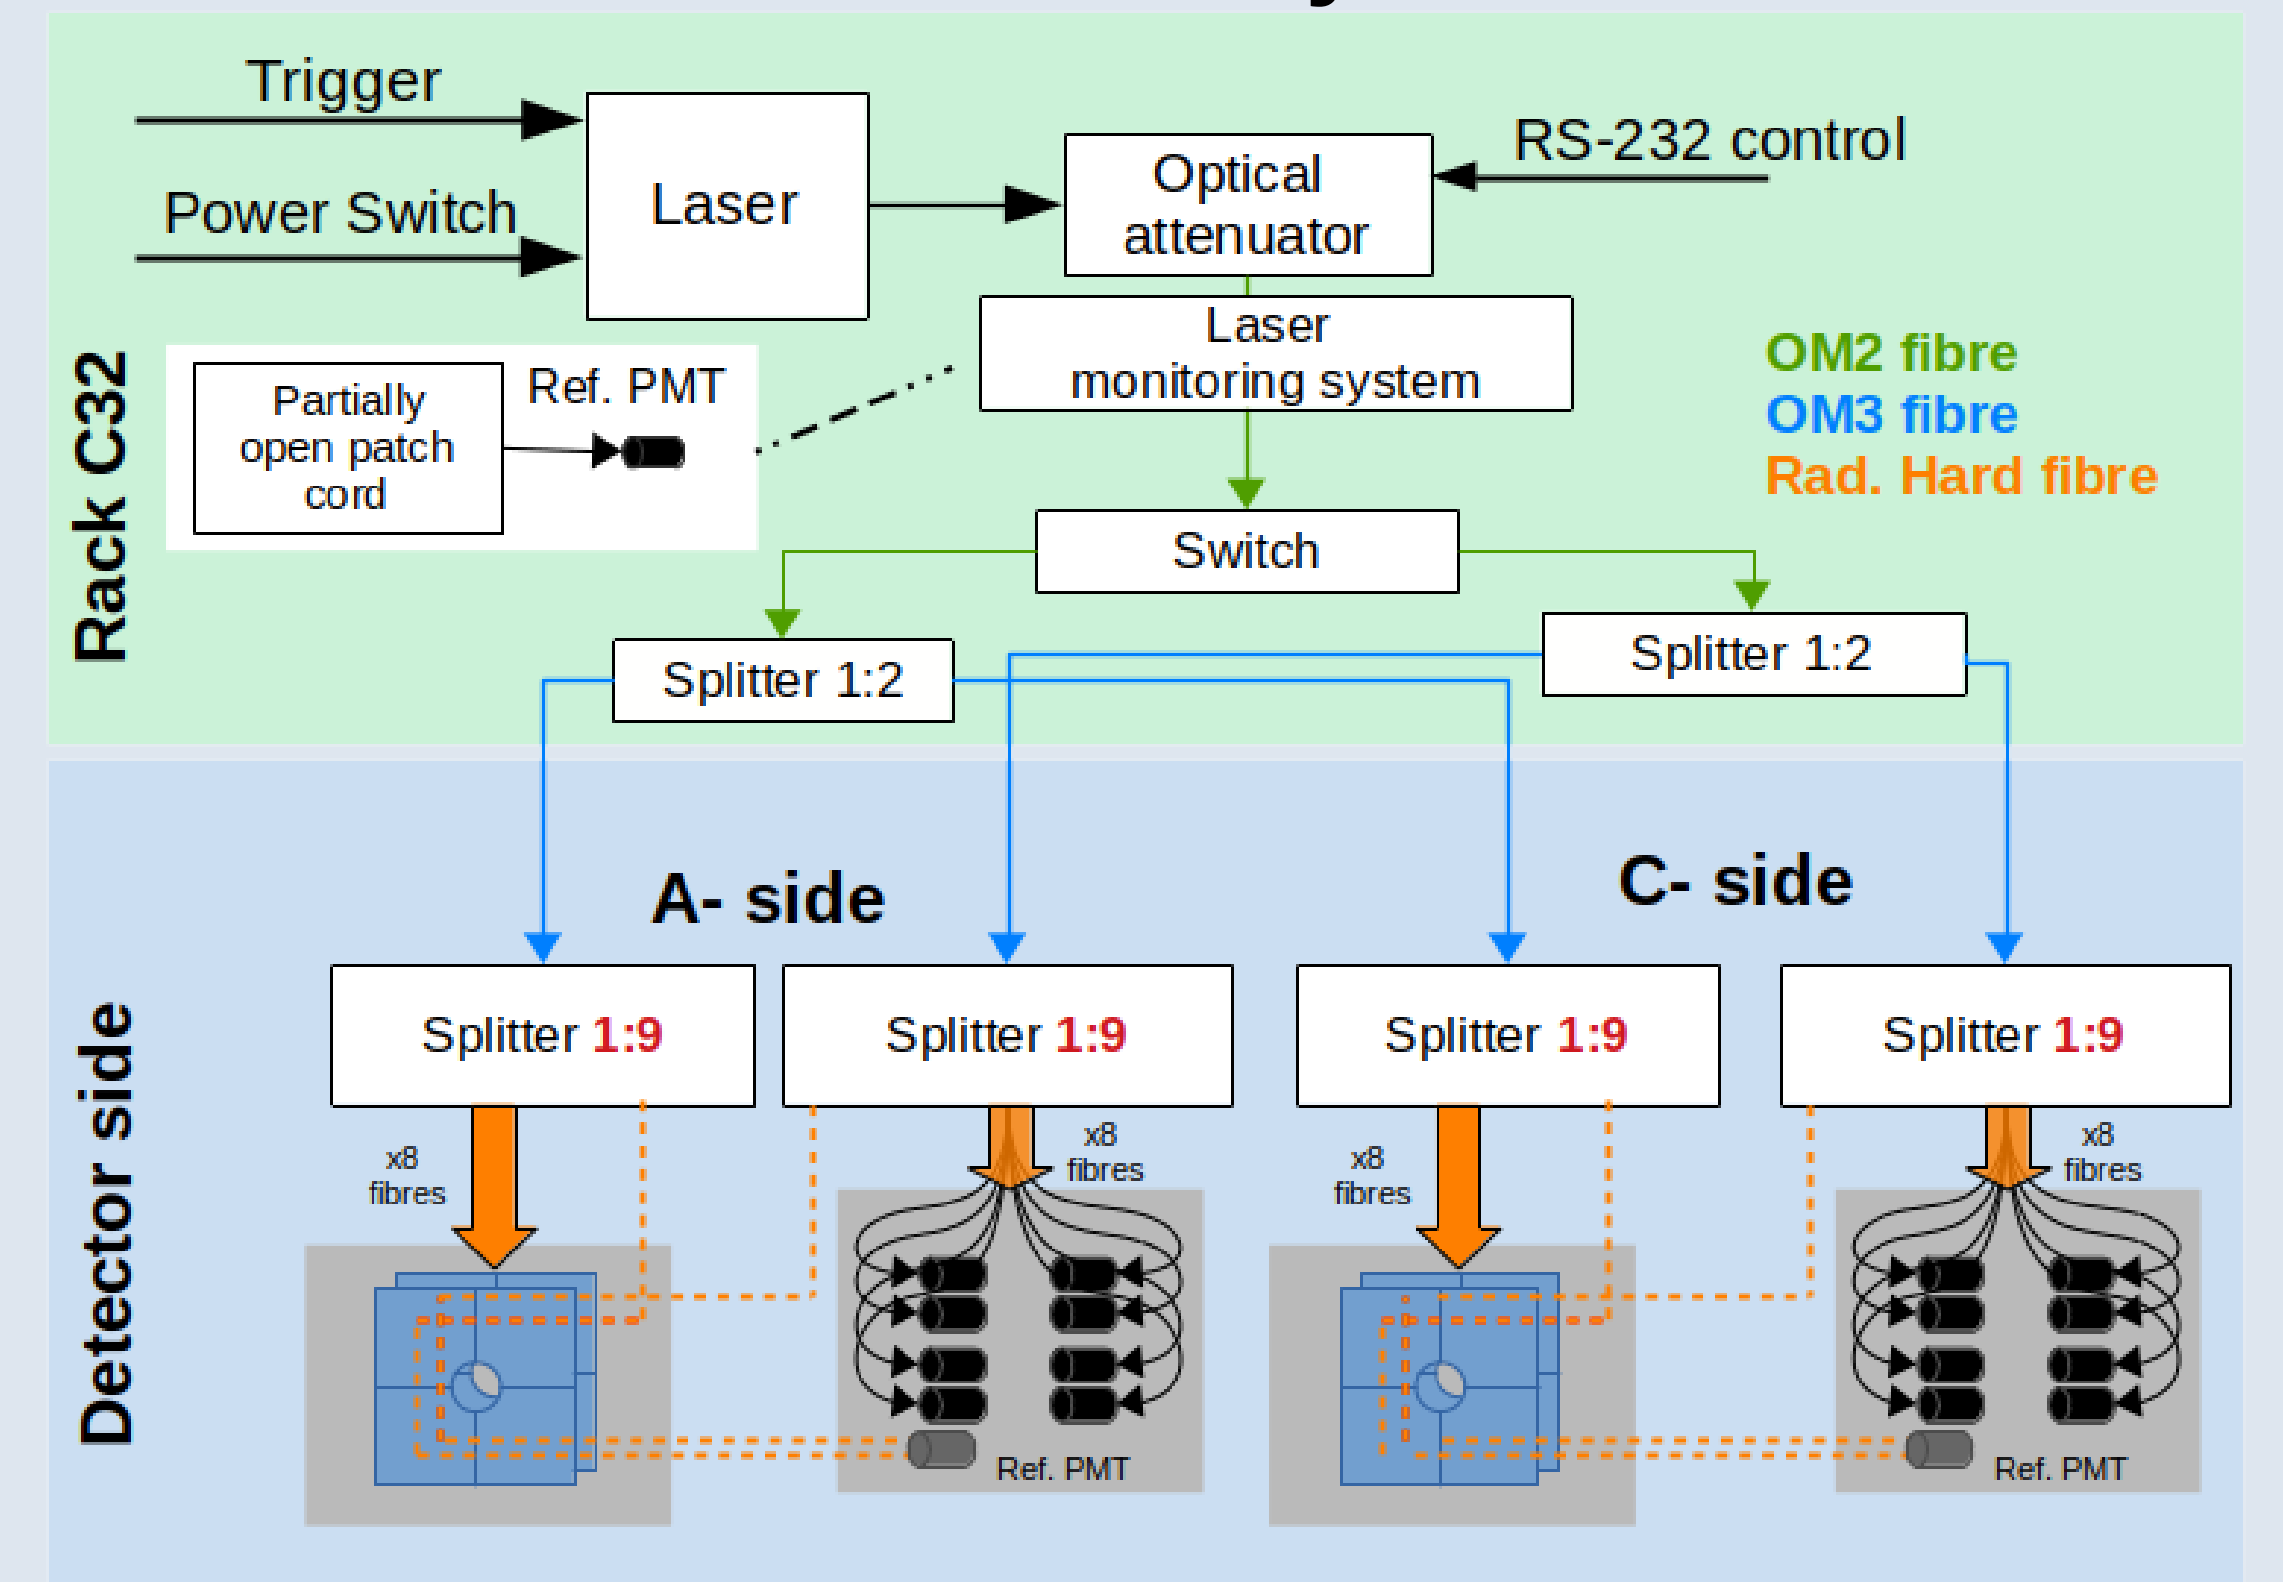 Trigger
Power Switch
Laser
Optical
attenuator
RS-232 control
Laser
monitoring system
Partially
open patch
cord
Ref. PMT
OM2 fibre
OM3 fibre
Rad. Hard fibre
Rack C32
Switch
Splitter 1:2
Splitter 1:2
A- side
C- side
Detector side
Splitter 1:9
Splitter 1:9
Splitter 1:9
Splitter 1:9
x8
fibres
x8
fibres
x8
fibres
x8
fibres
Ref. PMT
Ref. PMT